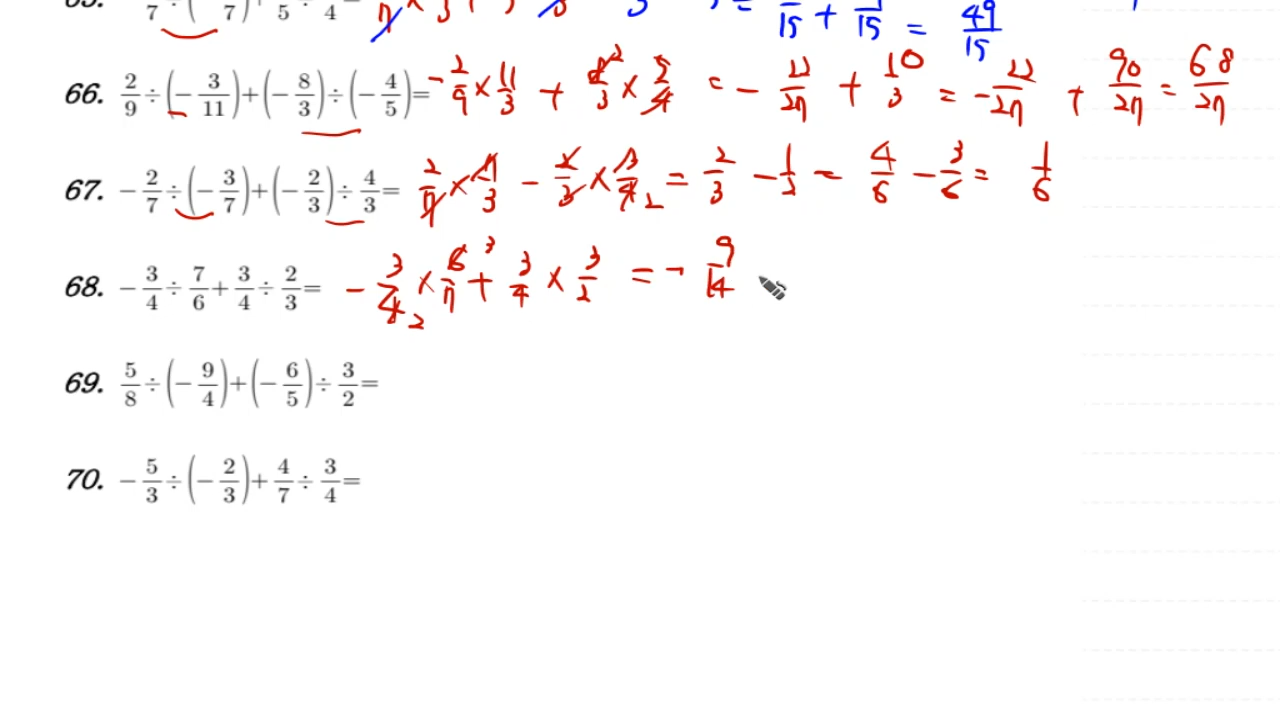 66. 2/9 ÷ (−3/11) + (−8/3) ÷ (−4/5) = −2/9 × 11/3 + 2/3 × 5/4 = −22/27 + 10/3 = −22/27 + 90/27 = 68/27
67. −2/7 ÷ (−3/7) + (−2/3) ÷ 4/3 = 2/7 × 7/3 − 2/3 × 3/4 2 = 2/3 − 1/2 = 4/6 − 3/6 = 1/6
68. −3/4 ÷ 7/6 + 3/4 ÷ 2/3 = −3/4 2 × 6/7 3 + 3/4 × 3/2 = − 9/14
69. 5/8 ÷ (−9/4) + (−6/5) ÷ 3/2 =
70. −5/3 ÷ (−2/3) + 4/7 ÷ 3/4 =